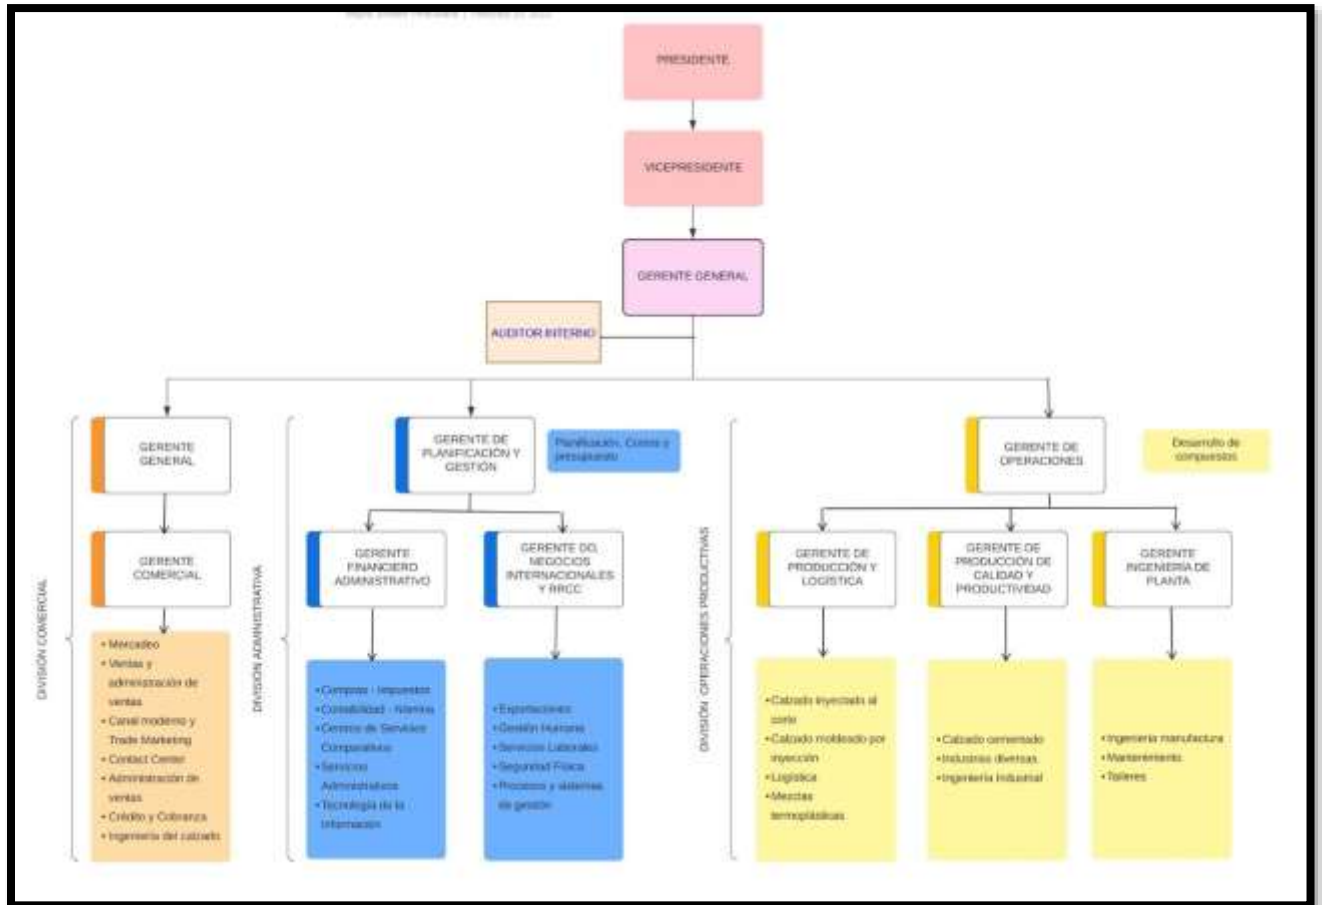 PRESIDENTE
VICEPRESIDENTE
GERENTE GENERAL
AUDITOR INTERNO
DIVISIÓN COMERCIAL
GERENTE
GENERAL
GERENTE
COMERCIAL
• Mercadeo
• Ventas y
administración de
ventas
• Canal moderno y
Trade Marketing
• Contact Center
• Administración de
ventas
• Crédito y Cobranza
• Ingeniería del calzado
DIVISIÓN ADMINISTRATIVA
GERENTE DE
PLANIFICACIÓN Y
GESTIÓN
Planificación, Costos y
presupuesto
GERENTE
FINANCIERO
ADMINISTRATIVO
• Compras - Impuestos
• Contabilidad - Nómina
• Centros de Servicios
Compartivos
• Servicios
Administrativos
• Tecnología de la
Información
GERENTE DO,
NEGOCIOS
INTERNACIONALES
Y RRCC
• Exportaciones
• Gestión Humana
• Servicios Laborales
• Seguridad Física
• Procesos y sistemas
de gestión
DIVISIÓN OPERACIONES PRODUCTIVAS
GERENTE DE
OPERACIONES
Desarrollo de
compuestos
GERENTE DE
PRODUCCIÓN Y
LOGÍSTICA
• Calzado inyectado al
corte
• Calzado moldeado por
inyección
• Logística
• Mezclas
termoplásticas
GERENTE DE
PRODUCCIÓN DE
CALIDAD Y
PRODUCTIVIDAD
• Calzado cementado
• Industrias diversas
• Ingeniería Industrial
GERENTE
INGENIERÍA DE
PLANTA
• Ingeniería manufactura
• Mantenimiento
• Talleres